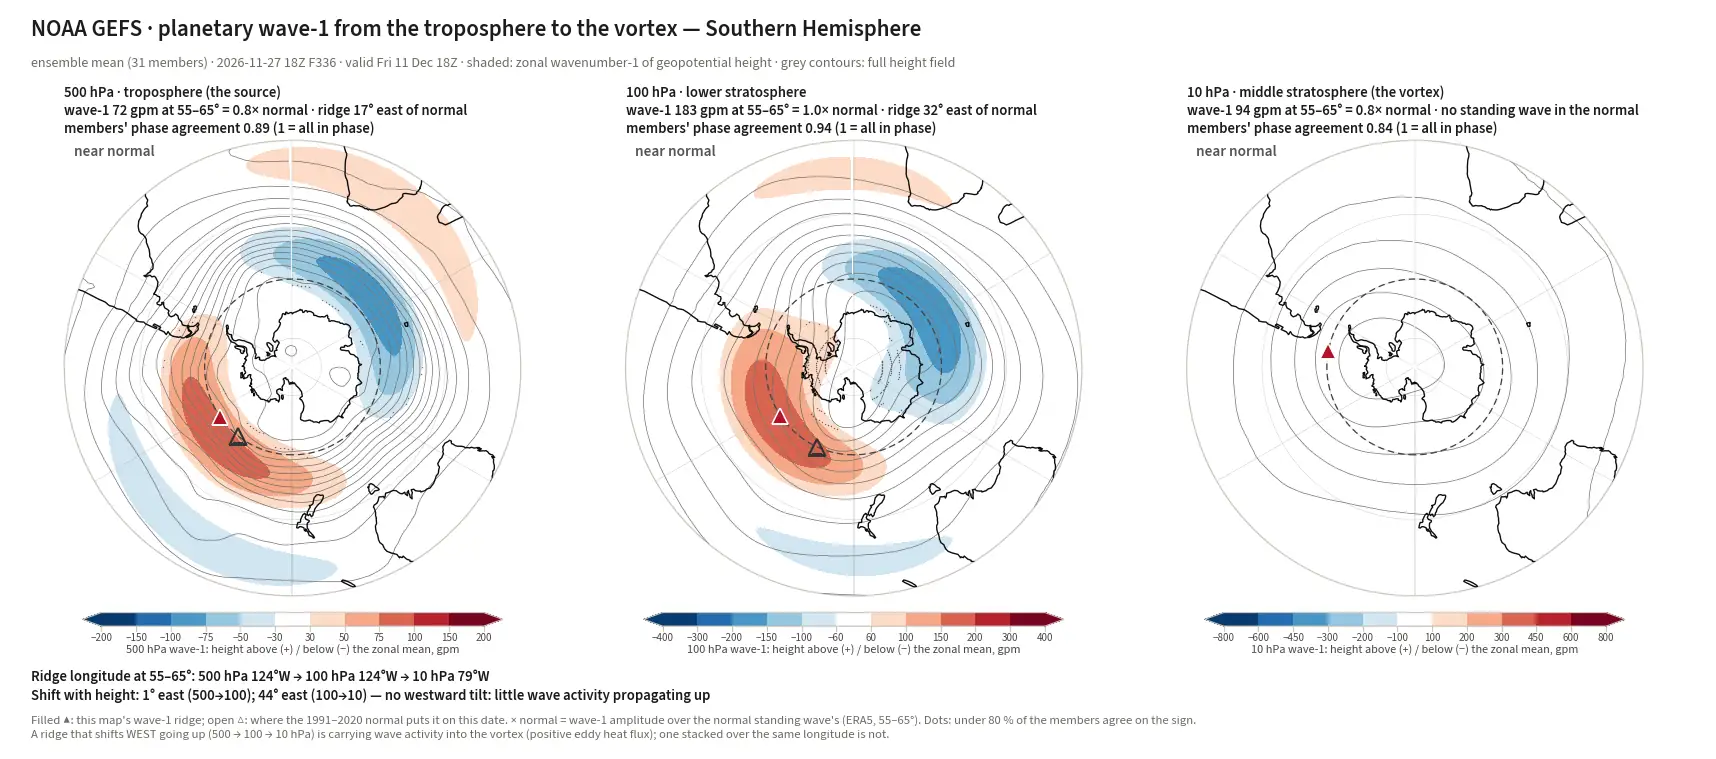 NOAA GEFS · planetary wave-1 from the troposphere to the vortex — Southern Hemisphere
ensemble mean (31 members) · 2026-11-27 18Z F336 · valid Fri 11 Dec 18Z · shaded: zonal wavenumber-1 of geopotential height · grey contours: full height field
500 hPa · troposphere (the source)
wave-1 72 gpm at 55–65° = 0.8× normal · ridge 17° east of normal
members' phase agreement 0.89 (1 = all in phase)
near normal
100 hPa · lower stratosphere
wave-1 183 gpm at 55–65° = 1.0× normal · ridge 32° east of normal
members' phase agreement 0.94 (1 = all in phase)
near normal
10 hPa · middle stratosphere (the vortex)
wave-1 94 gpm at 55–65° = 0.8× normal · no standing wave in the normal
members' phase agreement 0.84 (1 = all in phase)
near normal
−200 −150 −100 −75 −50 −30 30 50 75 100 150 200
500 hPa wave-1: height above (+) / below (−) the zonal mean, gpm
−400 −300 −200 −150 −100 −60 60 100 150 200 300 400
100 hPa wave-1: height above (+) / below (−) the zonal mean, gpm
−800 −600 −450 −300 −200 −100 100 200 300 450 600 800
10 hPa wave-1: height above (+) / below (−) the zonal mean, gpm
Ridge longitude at 55–65°: 500 hPa 124°W → 100 hPa 124°W → 10 hPa 79°W
Shift with height: 1° east (500→100); 44° east (100→10) — no westward tilt: little wave activity propagating up
Filled ▲: this map's wave-1 ridge; open △: where the 1991–2020 normal puts it on this date. × normal = wave-1 amplitude over the normal standing wave's (ERA5, 55–65°). Dots: under 80 % of the members agree on the sign.
A ridge that shifts WEST going up (500 → 100 → 10 hPa) is carrying wave activity into the vortex (positive eddy heat flux); one stacked over the same longitude is not.